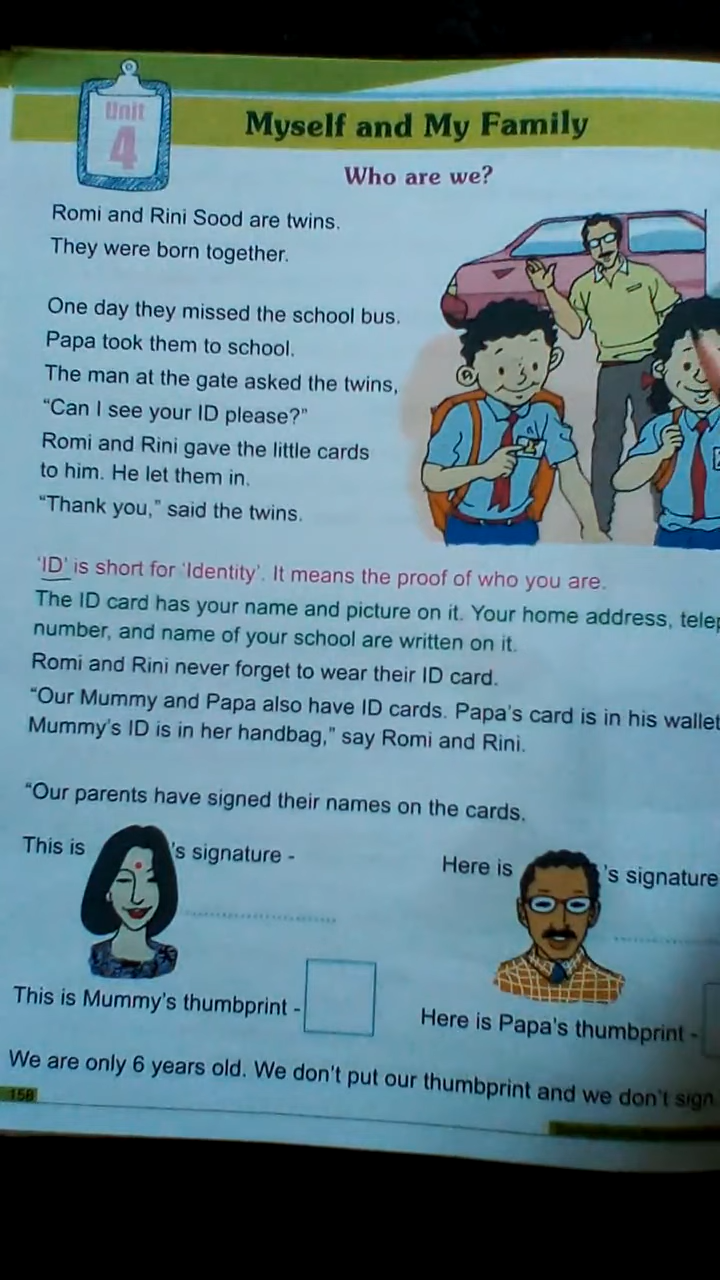 Unit
4
Myself and My Family
Who are we?
Romi and Rini Sood are twins.
They were born together.
One day they missed the school bus.
Papa took them to school.
The man at the gate asked the twins,
"Can I see your ID please?"
Romi and Rini gave the little cards
to him. He let them in.
"Thank you," said the twins.
'ID' is short for 'Identity'. It means the proof of who you are.
The ID card has your name and picture on it. Your home address,
number, and name of your school are written on it.
Romi and Rini never forget to wear their ID card.
"Our Mummy and Papa also have ID cards. Papa's card is in his wallet
Mummy's ID is in her handbag," say Romi and Rini.
"Our parents have signed their names on the cards.
This is 's signature -
Here is 's signature
This is Mummy's thumbprint -
Here is Papa's thumbprint -
We are only 6 years old. We don't put our thumbprint and we don't sign.
158